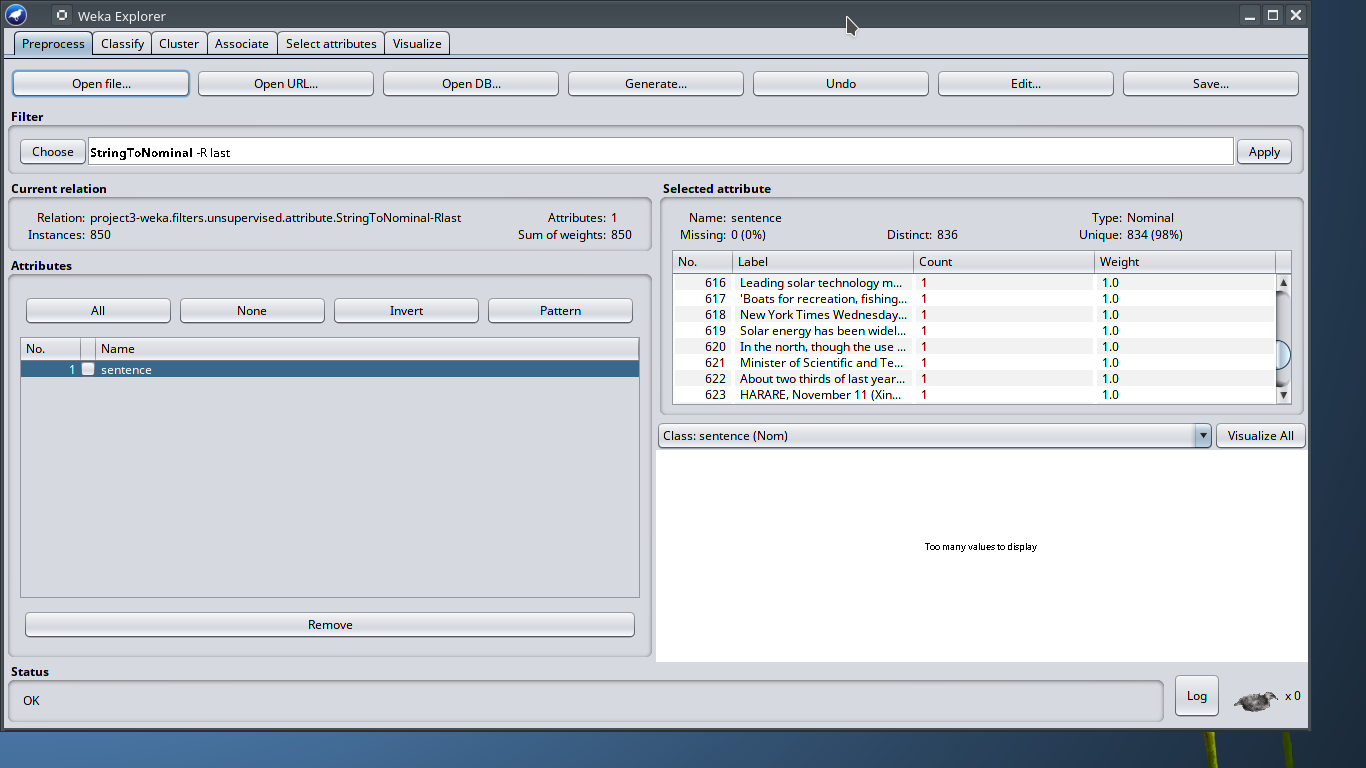 Weka Explorer
Preprocess Classify Cluster Associate Select attributes Visualize
Open file... Open URL... Open DB... Generate... Undo Edit... Save...
Filter
Choose StringToNominal -R last Apply
Current relation
Relation: project3-weka.filters.unsupervised.attribute.StringToNominal-Rlast Attributes: 1
Instances: 850 Sum of weights: 850
Attributes
All None Invert Pattern
No. Name
1 sentence
Remove
Selected attribute
Name: sentence Type: Nominal
Missing: 0 (0%) Distinct: 836 Unique: 834 (98%)
No. Label Count Weight
616 Leading solar technology m... 1 1.0
617 'Boats for recreation, fishing... 1 1.0
618 New York Times Wednesday... 1 1.0
619 Solar energy has been widel... 1 1.0
620 In the north, though the use ... 1 1.0
621 Minister of Scientific and Te... 1 1.0
622 About two thirds of last year... 1 1.0
623 HARARE, November 11 (Xin... 1 1.0
Class: sentence (Nom) Visualize All
Too many values to display
Status
OK
Log x 0